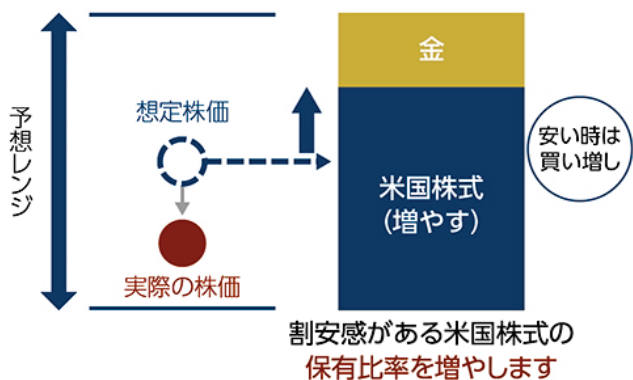 予想レンジ
想定株価
実際の株価
金
米国株式
(増やす)
安い時は
買い増し
割安感がある米国株式の
保有比率を増やします